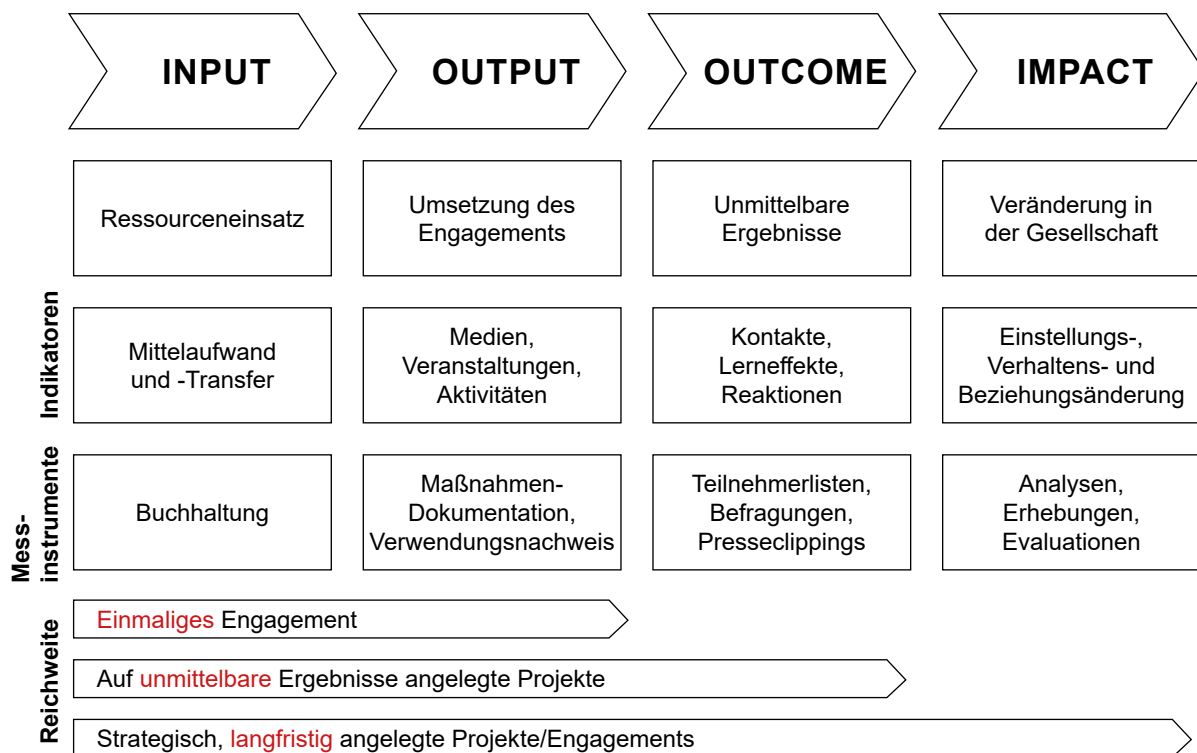 INPUT
OUTPUT
OUTCOME
IMPACT
Ressourceneinsatz
Umsetzung des
Engagements
Unmittelbare
Ergebnisse
Veränderung in
der Gesellschaft
Indikatoren
Mittelaufwand
und -Transfer
Medien,
Veranstaltungen,
Aktivitäten
Kontakte,
Lerneffekte,
Reaktionen
Einstellungs-,
Verhaltens- und
Beziehungsänderung
Mess-
instrumente
Buchhaltung
Maßnahmen-
Dokumentation,
Verwendungsnachweis
Teilnehmerlisten,
Befragungen,
Presseclippings
Analysen,
Erhebungen,
Evaluationen
Reichweite
Einmaliges Engagement
Auf unmittelbare Ergebnisse angelegte Projekte
Strategisch, langfristig angelegte Projekte/Engagements